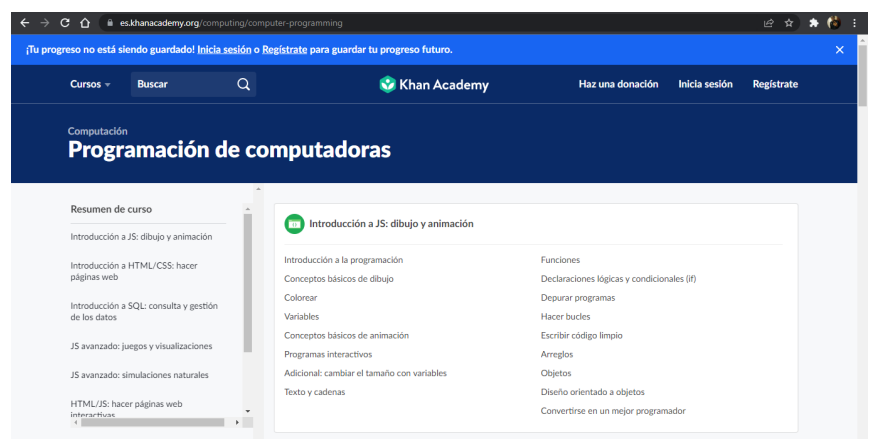 es.khanacademy.org/computing/computer-programming
¡Tu progreso no está siendo guardado! Inicia sesión o Regístrate para guardar tu progreso futuro.
Cursos Buscar Khan Academy Haz una donación Inicia sesión Regístrate
Computación
Programación de computadoras
Resumen de curso
Introducción a JS: dibujo y animación
Introducción a HTML/CSS: hacer
páginas web
Introducción a SQL: consulta y gestión
de los datos
JS avanzado: juegos y visualizaciones
JS avanzado: simulaciones naturales
HTML/JS: hacer páginas web
interactivas
Introducción a JS: dibujo y animación
Introducción a la programación
Conceptos básicos de dibujo
Colorear
Variables
Conceptos básicos de animación
Programas interactivos
Adicional: cambiar el tamaño con variables
Texto y cadenas
Funciones
Declaraciones lógicas y condicionales (if)
Depurar programas
Hacer bucles
Escribir código limpio
Arreglos
Objetos
Diseño orientado a objetos
Convertirse en un mejor programador